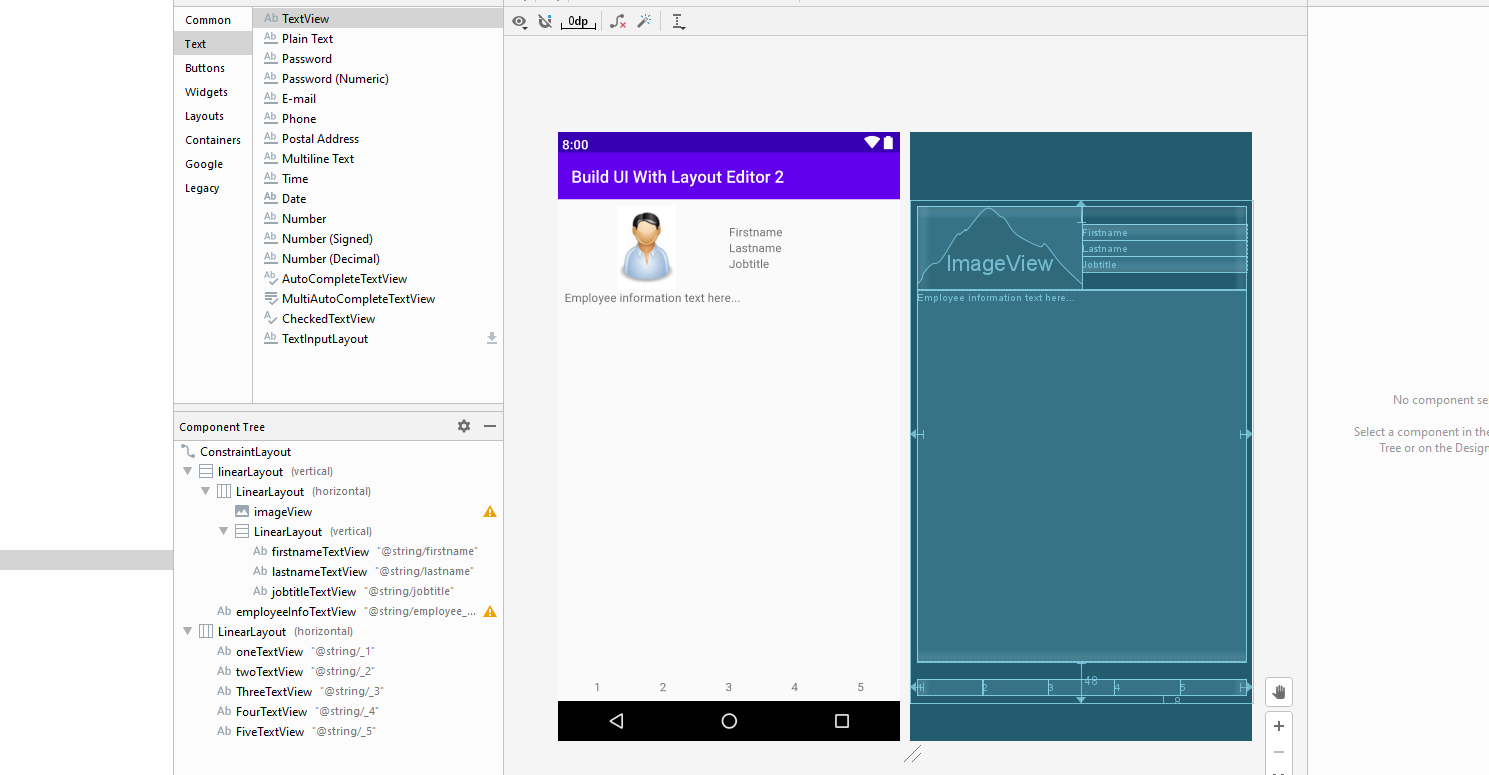 Common
Text
Buttons
Widgets
Layouts
Containers
Google
Legacy
Ab TextView
Ab Plain Text
Ab Password
Ab Password (Numeric)
Ab E-mail
Ab Phone
Ab Postal Address
Ab Multiline Text
Ab Time
Ab Date
Ab Number
Ab Number (Signed)
Ab Number (Decimal)
Ab AutoCompleteTextView
MultiAutoCompleteTextView
A CheckedTextView
Ab TextInputLayout
Component Tree
ConstraintLayout
linearLayout (vertical)
LinearLayout (horizontal)
imageView
LinearLayout (vertical)
Ab firstnameTextView "@string/firstname"
Ab lastnameTextView "@string/lastname"
Ab jobtitleTextView "@string/jobtitle"
Ab employeeInfoTextView "@string/employee_...
LinearLayout (horizontal)
Ab oneTextView "@string/_1"
Ab twoTextView "@string/_2"
Ab ThreeTextView "@string/_3"
Ab FourTextView "@string/_4"
Ab FiveTextView "@string/_5"
0dp
8:00
Build UI With Layout Editor 2
Firstname
Lastname
Jobtitle
Employee information text here...
1 2 3 4 5
ImageView
Firstname
Lastname
Jobtitle
Employee information text here...
48
1 2 3 4 5
8
No component se
Select a component in the
Tree or on the Design